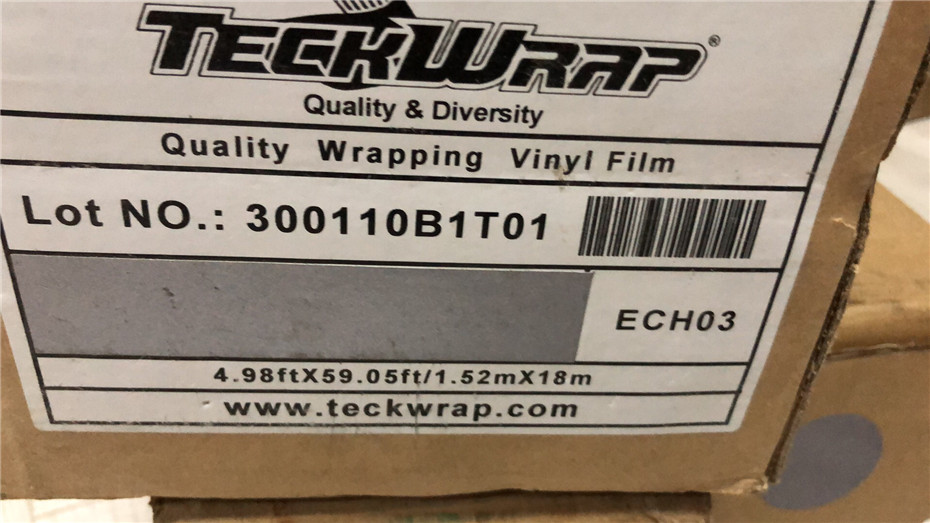 TECKWRAP®
Quality & Diversity
Quality Wrapping Vinyl Film
Lot NO.: 300110B1T01
ECH03
4.98ftX59.05ft/1.52mX18m
www.teckwrap.com